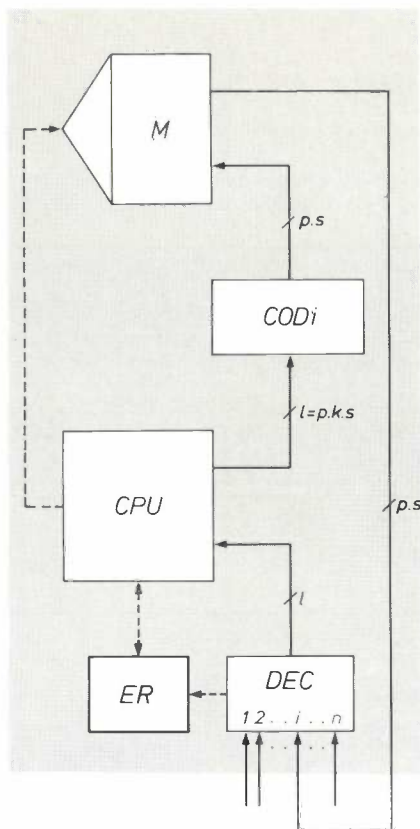 M
p.s
CODi
l=p.k.s
CPU
p.s
l
ER
DEC
1 2 . . i . . n
. . . . .